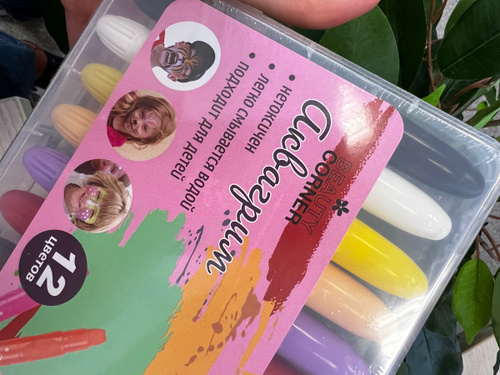 BEAUTY
CORNER
Аквагрим
• нетоксичен
• легко смывается водой
• подходит для детей
12
цветов